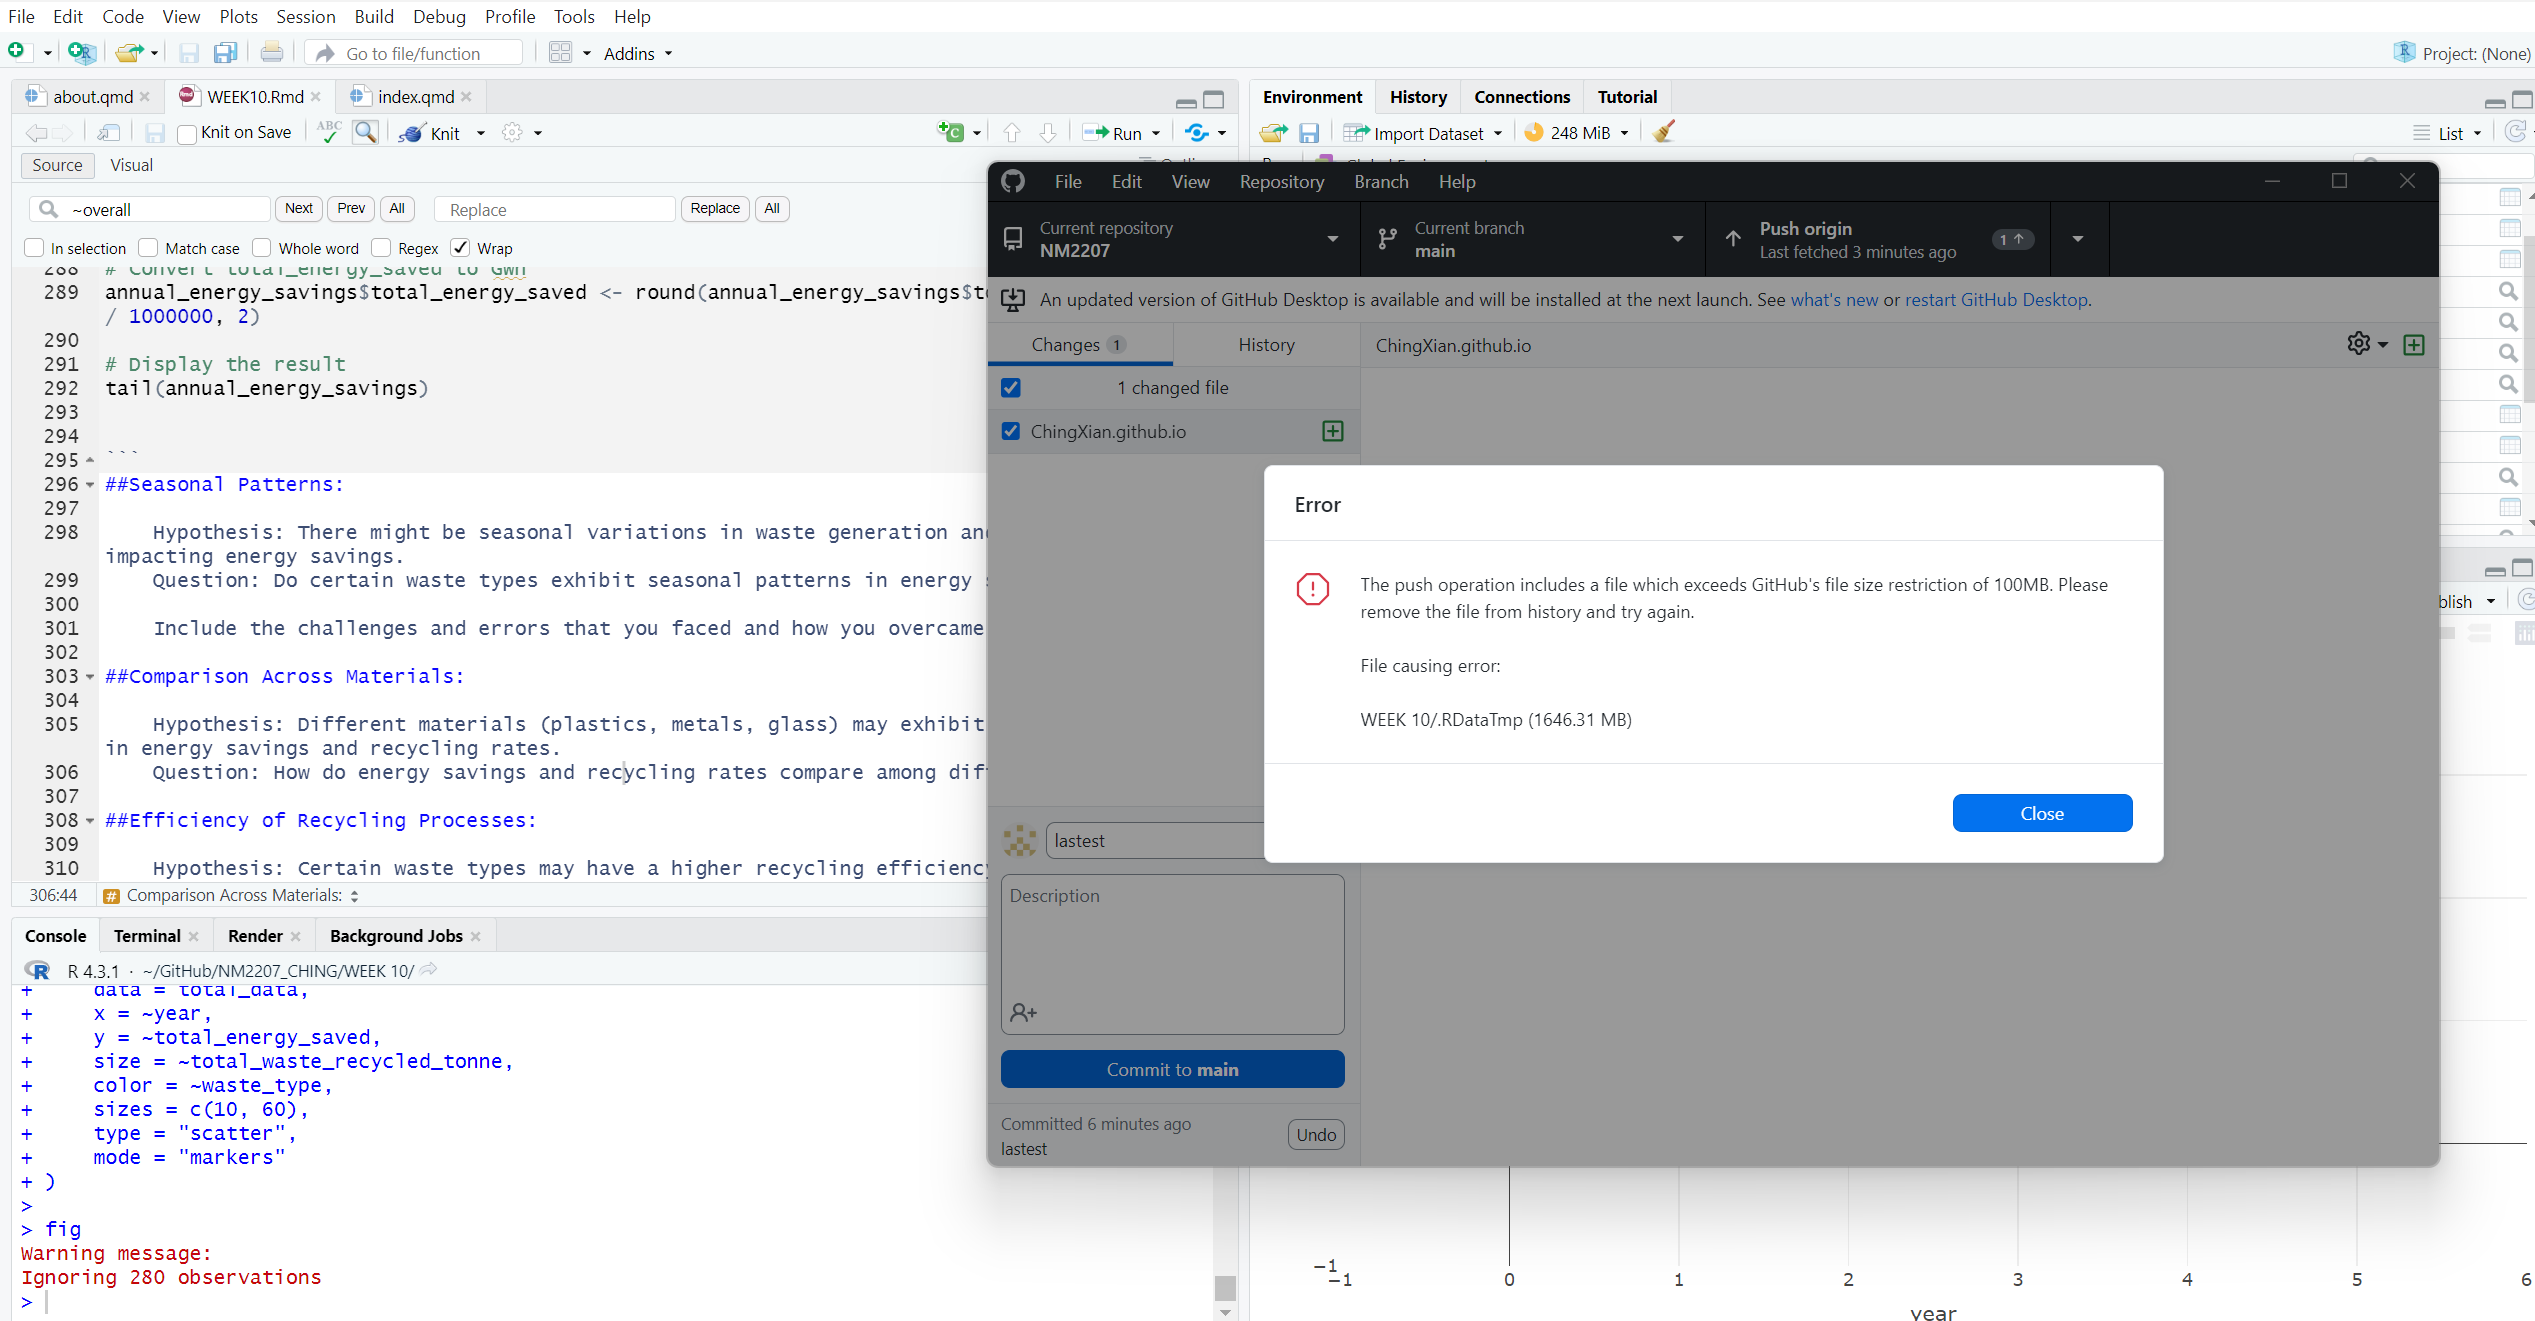 File Edit Code View Plots Session Build Debug Profile Tools Help
Go to file/function Addins Project: (None)
about.qmd WEEK10.Rmd index.qmd
Knit on Save ABC Knit Run
Source Visual
~overall Next Prev All Replace Replace All
In selection Match case Whole word Regex Wrap
288 # Convert total_energy_saved to GWh
289 annual_energy_savings$total_energy_saved <- round(annual_energy_savings$t
/ 1000000, 2)
290
291 # Display the result
292 tail(annual_energy_savings)
293
294
295 ```
296 ##Seasonal Patterns:
297
298 Hypothesis: There might be seasonal variations in waste generation an
impacting energy savings.
299 Question: Do certain waste types exhibit seasonal patterns in energy
300
301 Include the challenges and errors that you faced and how you overcame
302
303 ##Comparison Across Materials:
304
305 Hypothesis: Different materials (plastics, metals, glass) may exhibit
in energy savings and recycling rates.
306 Question: How do energy savings and recycling rates compare among dif
307
308 ##Efficiency of Recycling Processes:
309
310 Hypothesis: Certain waste types may have a higher recycling efficiency
306:44 # Comparison Across Materials:
Console Terminal Render Background Jobs
R 4.3.1 · ~/GitHub/NM2207_CHING/WEEK 10/
+ data = total_data,
+ x = ~year,
+ y = ~total_energy_saved,
+ size = ~total_waste_recycled_tonne,
+ color = ~waste_type,
+ sizes = c(10, 60),
+ type = "scatter",
+ mode = "markers"
+ )
>
> fig
Warning message:
Ignoring 280 observations
>
Environment History Connections Tutorial
Import Dataset 248 MiB List
File Edit View Repository Branch Help
Current repository
NM2207
Current branch
main
Push origin
Last fetched 3 minutes ago
1
An updated version of GitHub Desktop is available and will be installed at the next launch. See what's new or restart GitHub Desktop.
Changes 1 History ChingXian.github.io
1 changed file
ChingXian.github.io
Error
The push operation includes a file which exceeds GitHub's file size restriction of 100MB. Please
remove the file from history and try again.
File causing error:
WEEK 10/.RDataTmp (1646.31 MB)
Close
lastest
Description
Commit to main
Committed 6 minutes ago
lastest
Undo
blish
−1
−1 0 1 2 3 4 5 6
year